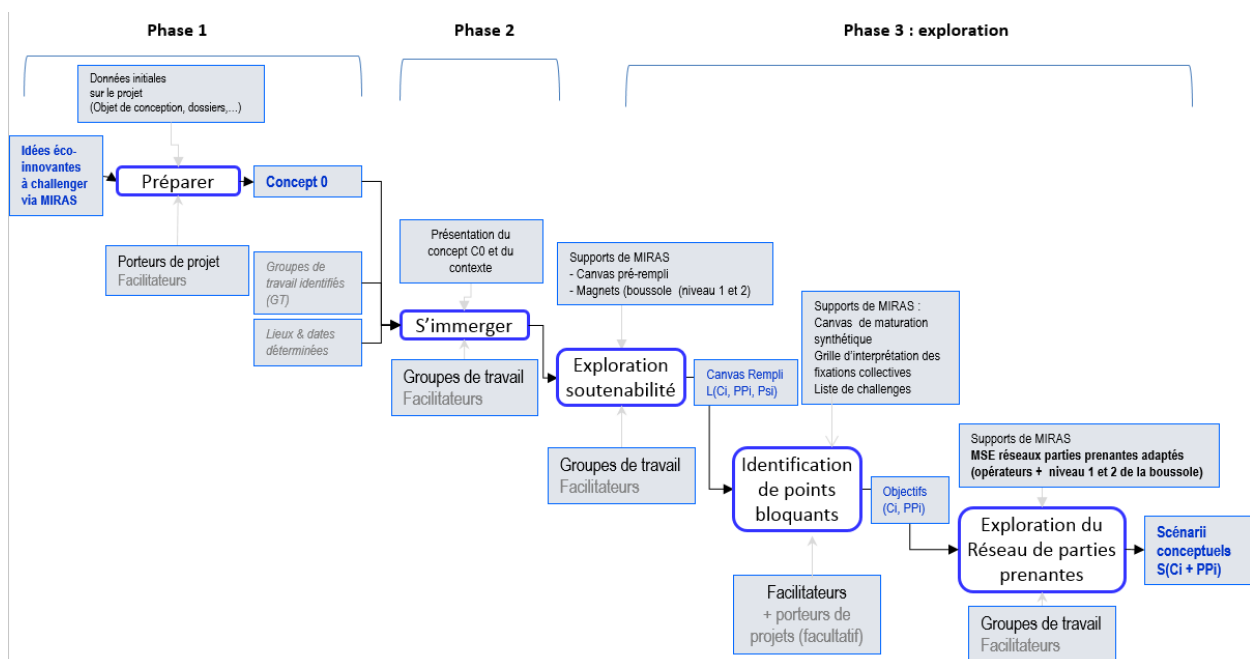 Phase 1
Phase 2
Phase 3 : exploration
Données initiales
sur le projet
(Objet de conception, dossiers,…)
Idées éco-
innovantes
à challenger
via MIRAS
Préparer
Concept 0
Porteurs de projet
Facilitateurs
Groupes de
travail identifiés
(GT)
Lieux & dates
déterminées
Présentation du
concept C0 et du
contexte
S’immerger
Groupes de travail
Facilitateurs
Supports de MIRAS
- Canvas pré-rempli
- Magnets (boussole (niveau 1 et 2)
Exploration
soutenabilité
Canvas Rempli
L(Ci, PPi, Psi)
Groupes de travail
Facilitateurs
Supports de MIRAS :
Canvas de maturation
synthétique
Grille d’interprétation des
fixations collectives
Liste de challenges
Identification
de points
bloquants
Objectifs
(Ci, PPi)
Facilitateurs
+ porteurs de
projets (facultatif)
Supports de MIRAS
MSE réseaux parties prenantes adaptés
(opérateurs + niveau 1 et 2 de la boussole)
Exploration du
Réseau de parties
prenantes
Scénarii
conceptuels
S(Ci + PPi)
Groupes de travail
Facilitateurs